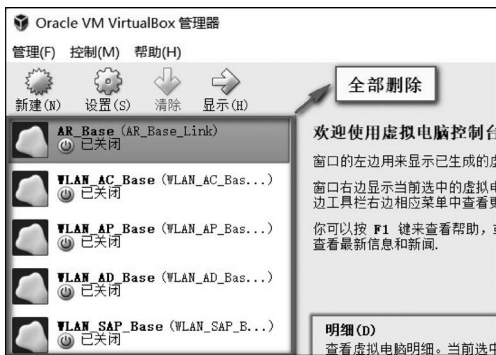 Oracle VM VirtualBox 管理器
管理(F) 控制(M) 帮助(H)
新建(N) 设置(S) 清除 显示(H)
全部删除
AR_Base (AR_Base_Link)
已关闭
WLAN_AC_Base (WLAN_AC_Bas...)
已关闭
WLAN_AP_Base (WLAN_AP_Bas...)
已关闭
WLAN_AD_Base (WLAN_AD_Bas...)
已关闭
WLAN_SAP_Base (WLAN_SAP_B...)
已关闭
欢迎使用虚拟电脑控制台
窗口的左边用来显示已生成的虚
窗口右边显示当前选中的虚拟电
边工具栏右边相应菜单中查看更
你可以按 F1 键来查看帮助,
查看最新信息和新闻.
明细(D)
查看虚拟电脑明细。当前选中